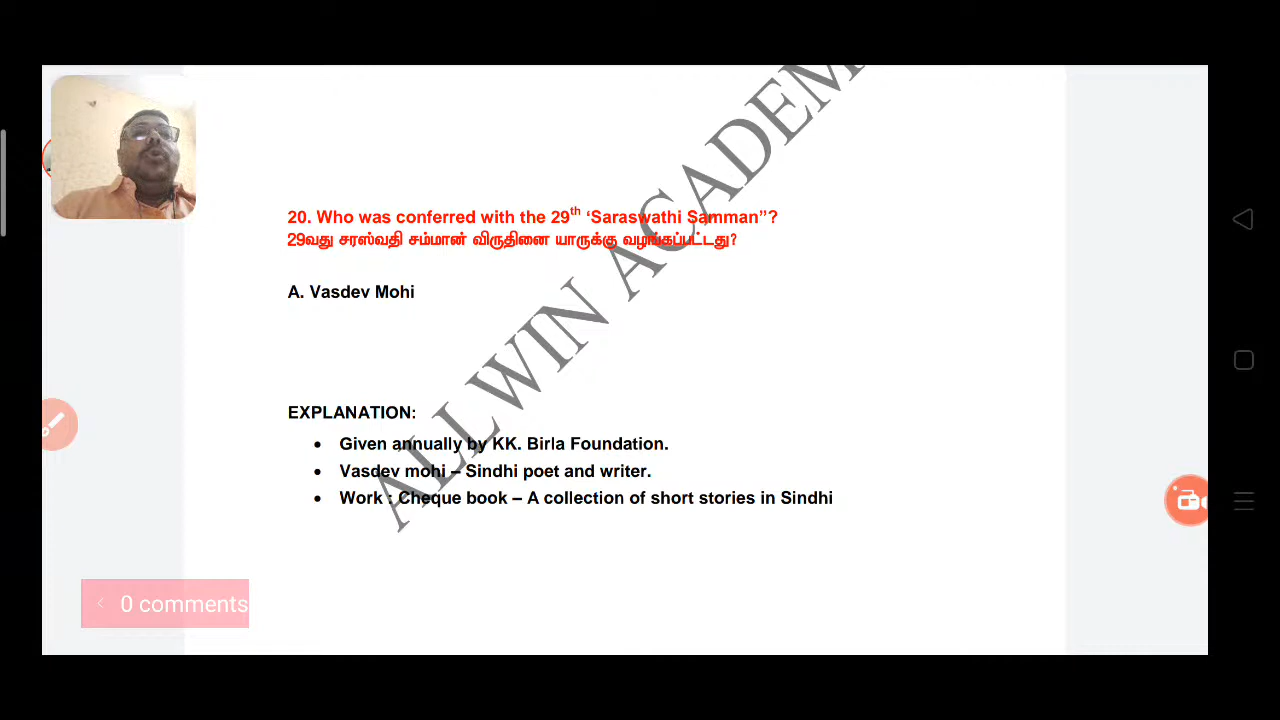 ALLWIN ACADEM
20. Who was conferred with the 29th ‘Saraswathi Samman”?
29வது சரஸ்வதி சம்மான் விருதினை யாருக்கு வழங்கப்பட்டது?
A. Vasdev Mohi
EXPLANATION:
• Given annually by KK. Birla Foundation.
• Vasdev mohi – Sindhi poet and writer.
• Work : Cheque book – A collection of short stories in Sindhi
0 comments